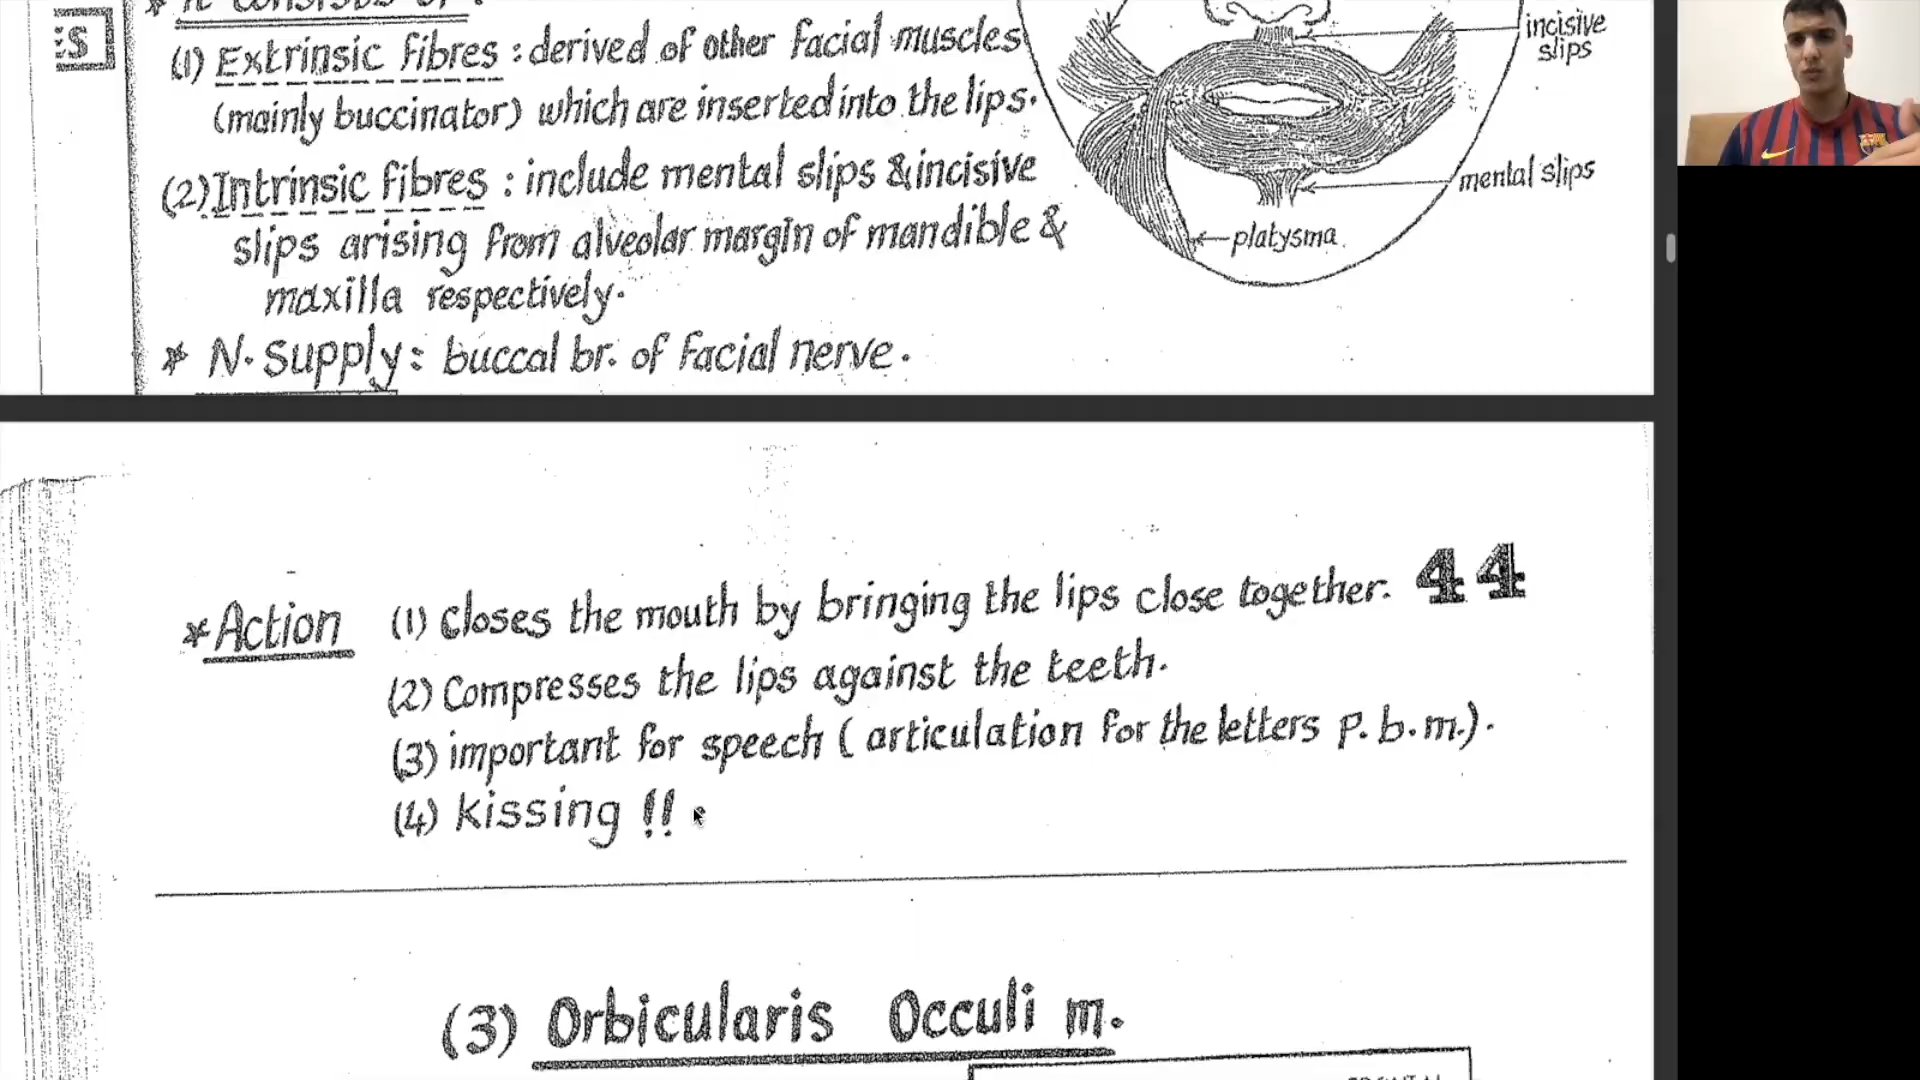 * It consists of :
(1) Extrinsic fibres : derived of other facial muscles
(mainly buccinator) which are inserted into the lips.
(2) Intrinsic fibres : include mental slips & incisive
slips arising from alveolar margin of mandible &
maxilla respectively.
* N. Supply : buccal br. of facial nerve.
incisive
slips
mental slips
platysma
44
*Action (1) closes the mouth by bringing the lips close together.
(2) Compresses the lips against the teeth.
(3) important for speech ( articulation for the letters p. b. m.).
(4) kissing !! .
(3) Orbicularis Occuli m.